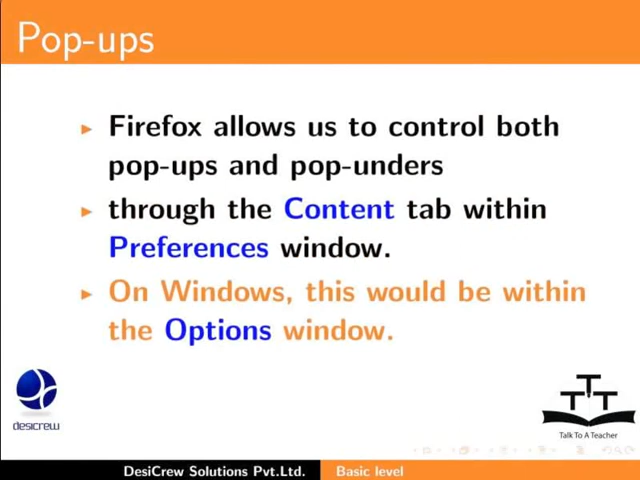 Pop-ups
Firefox allows us to control both
pop-ups and pop-unders
through the Content tab within
Preferences window.
On Windows, this would be within
the Options window.
desicrew
TTT
Talk To A Teacher
DesiCrew Solutions Pvt.Ltd. Basic level